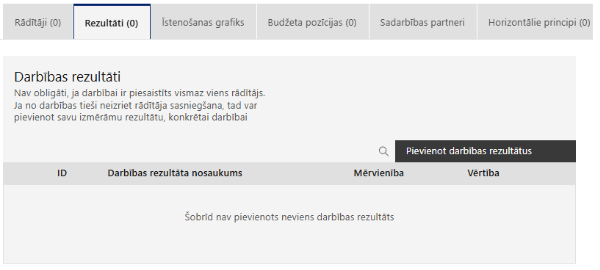 Rādītāji (0) Rezultāti (0) Īstenošanas grafiks Budžeta pozīcijas (0) Sadarbības partneri Horizontālie principi (0)
Darbības rezultāti
Nav obligāti, ja darbībai ir piesaistīts vismaz viens rādītājs.
Ja no darbības tieši neizriet rādītāja sasniegšana, tad var
pievienot savu izmērāmu rezultātu, konkrētai darbībai
Pievienot darbības rezultātus
ID Darbības rezultāta nosaukums Mērvienība Vērtība
Šobrīd nav pievienots neviens darbības rezultāts